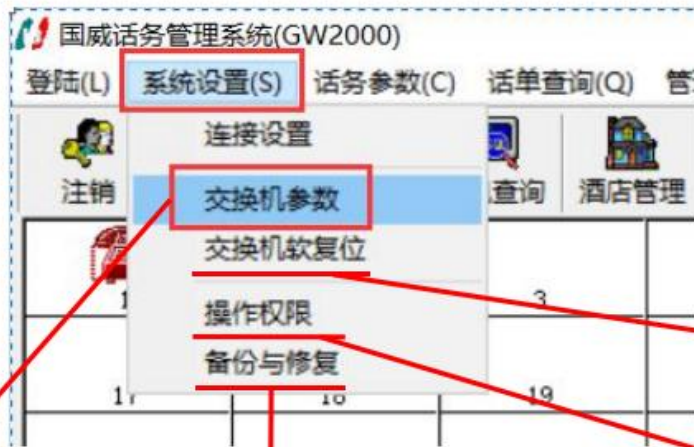 国威话务管理系统(GW2000)
登陆(L) 系统设置(S) 话务参数(C) 话单查询(Q)
连接设置
注销 查询 酒店管理
交换机参数
交换机软复位
3
操作权限
备份与修复
17 18 19